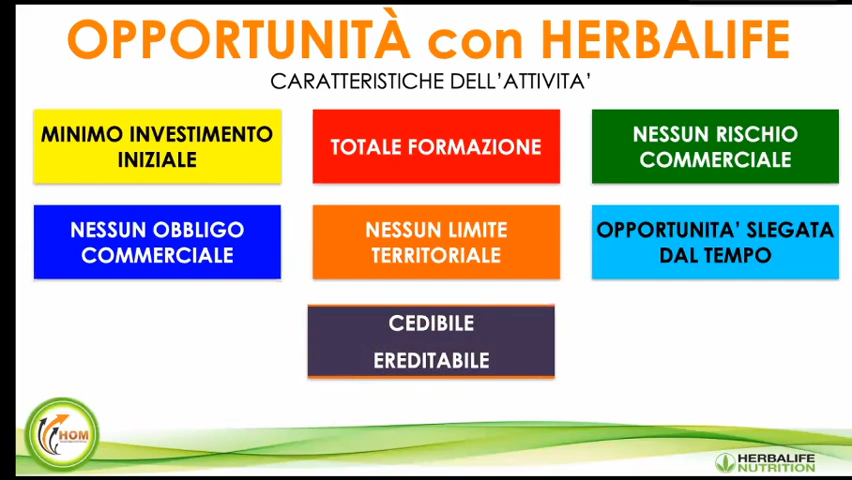 OPPORTUNITÀ con HERBALIFE
CARATTERISTICHE DELL'ATTIVITA'
MINIMO INVESTIMENTO
INIZIALE
TOTALE FORMAZIONE
NESSUN RISCHIO
COMMERCIALE
NESSUN OBBLIGO
COMMERCIALE
NESSUN LIMITE
TERRITORIALE
OPPORTUNITA' SLEGATA
DAL TEMPO
CEDIBILE
EREDITABILE
HOM
HERBALIFE
NUTRITION